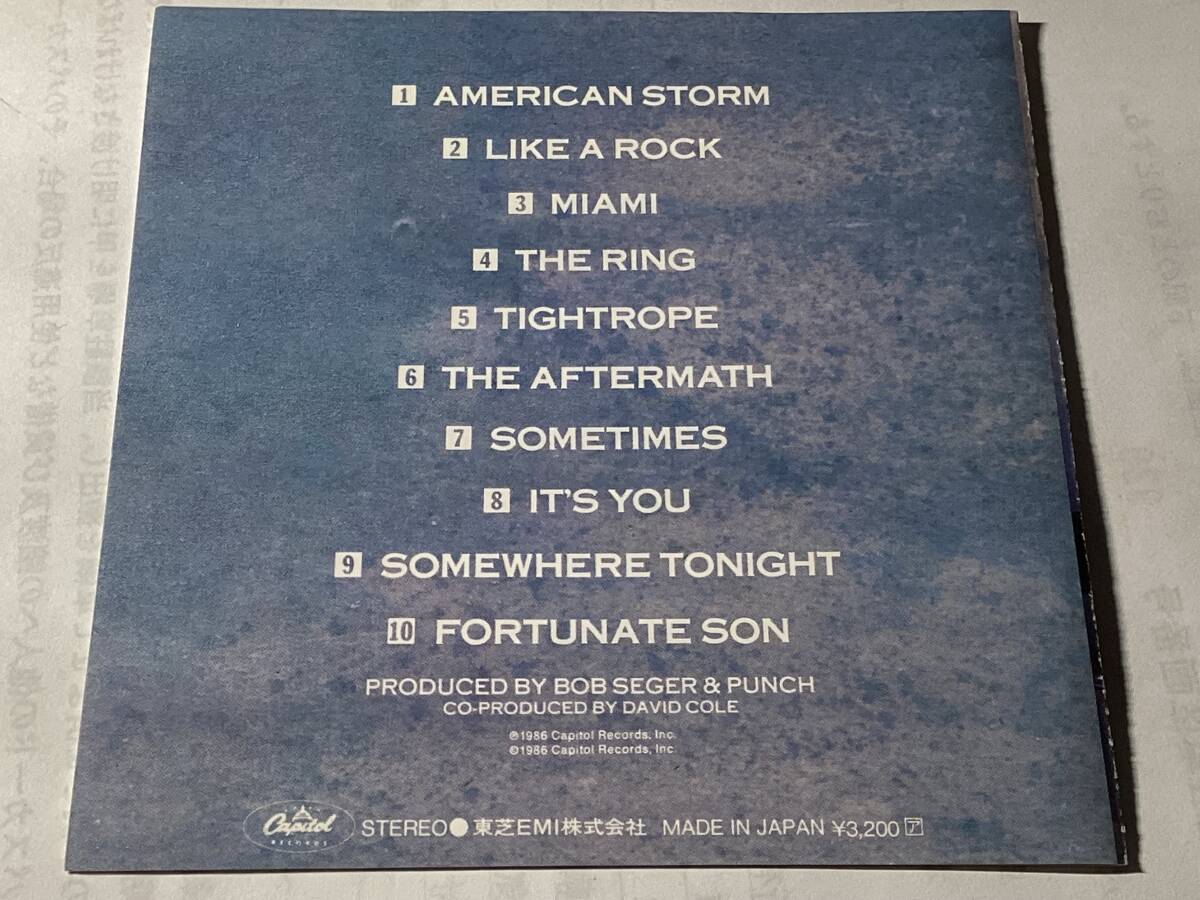 1 AMERICAN STORM
2 LIKE A ROCK
3 MIAMI
4 THE RING
5 TIGHTROPE
6 THE AFTERMATH
7 SOMETIMES
8 IT'S YOU
9 SOMEWHERE TONIGHT
10 FORTUNATE SON
PRODUCED BY BOB SEGER & PUNCH
CO-PRODUCED BY DAVID COLE
℗1986 Capitol Records, Inc.
©1986 Capitol Records, Inc.
Capitol
RECORDS
STEREO● 東芝EMI株式会社 MADE IN JAPAN ¥3,200 ア